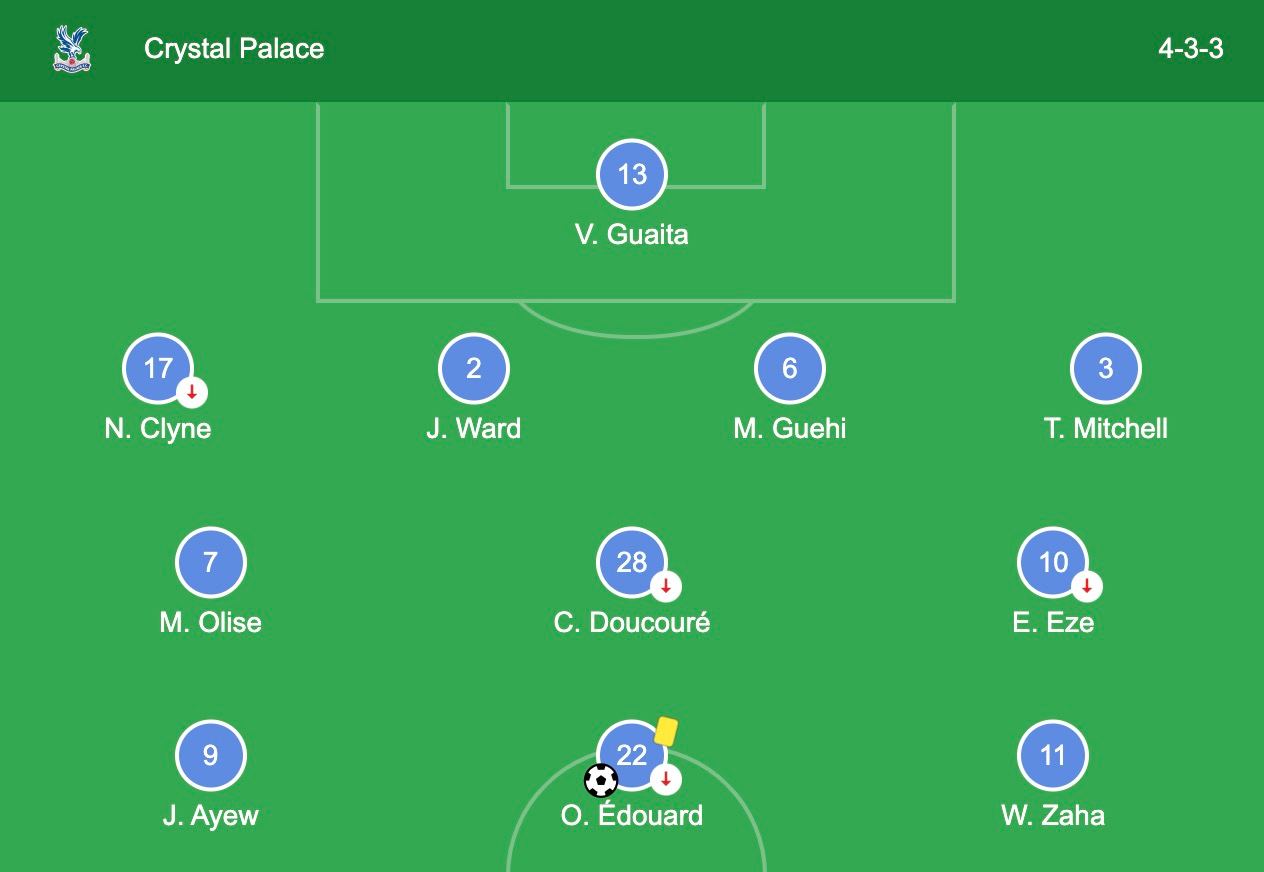 Crystal Palace 4-3-3
13
V. Guaita
17 2 6 3
N. Clyne J. Ward M. Guehi T. Mitchell
7 28 10
M. Olise C. Doucouré E. Eze
9 22 11
J. Ayew O. Édouard W. Zaha